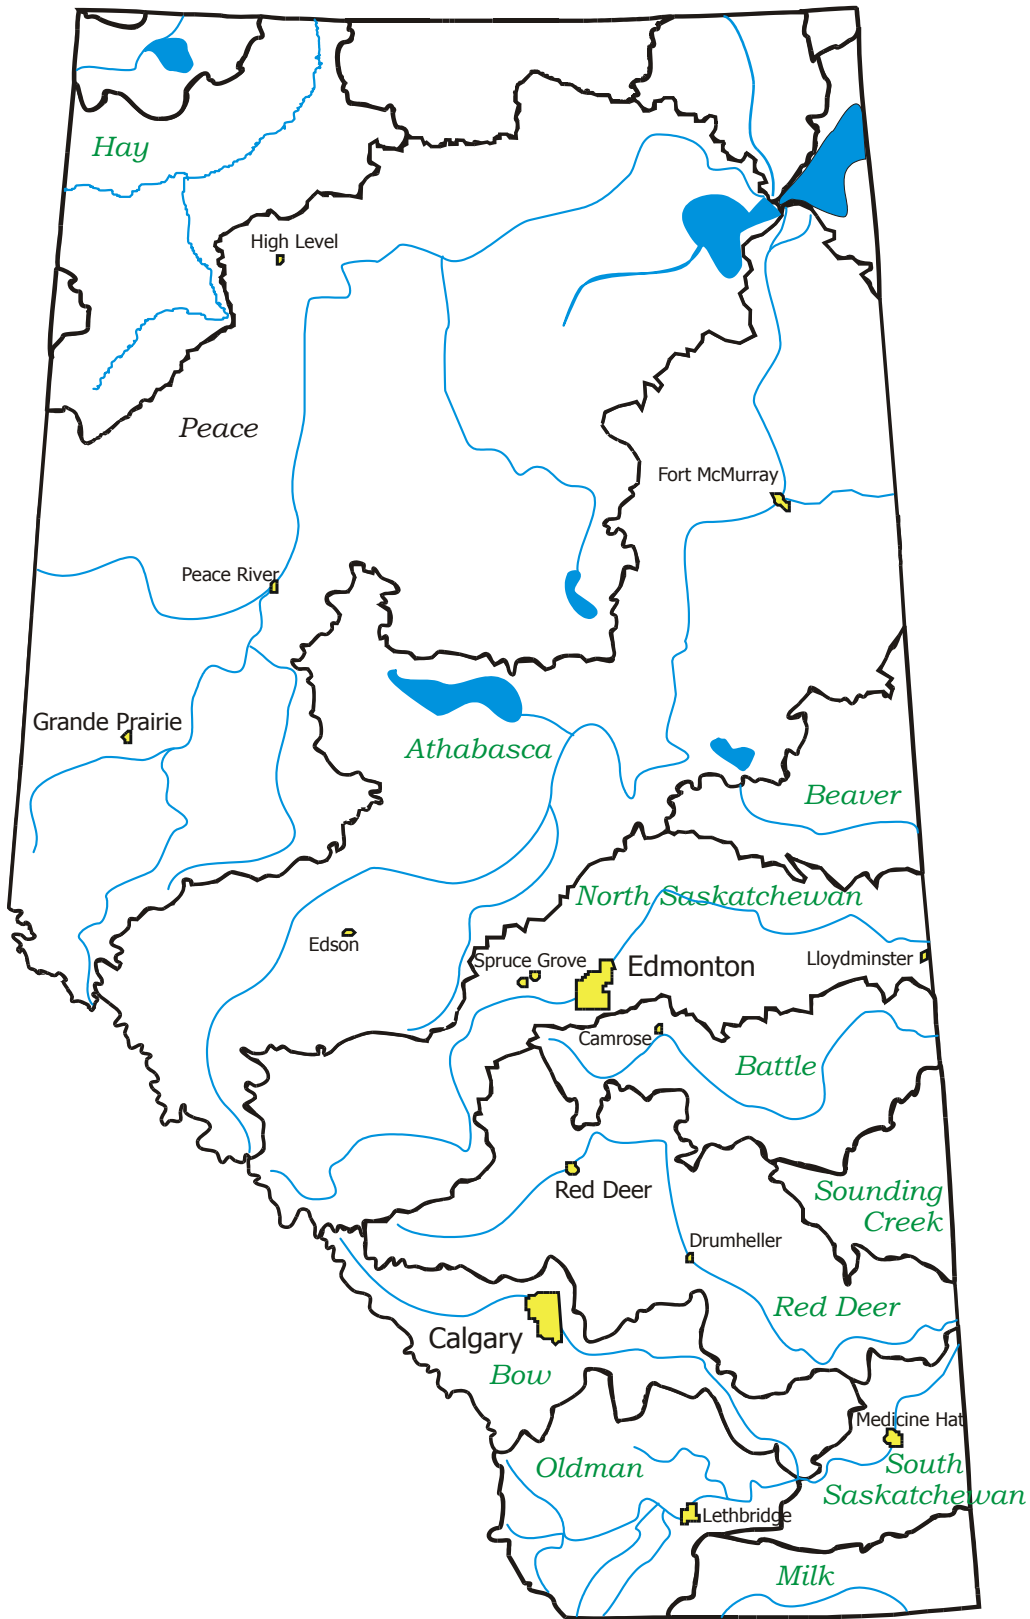 Hay
High Level
Peace
Fort McMurray
Peace River
Grande Prairie
Athabasca
Beaver
North Saskatchewan
Edson
Spruce Grove
Edmonton
Lloydminster
Camrose
Battle
Red Deer
Sounding
Creek
Drumheller
Red Deer
Calgary
Bow
Medicine Hat
Oldman
South
Saskatchewan
Lethbridge
Milk